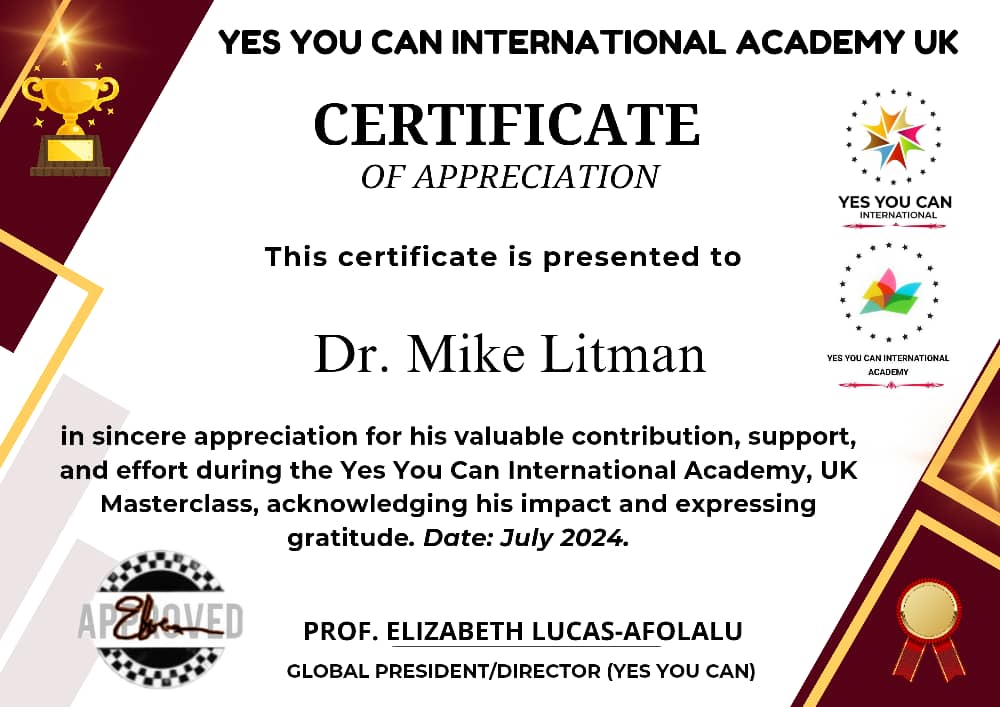 YES YOU CAN INTERNATIONAL ACADEMY UK
CERTIFICATE
OF APPRECIATION
YES YOU CAN
INTERNATIONAL
This certificate is presented to
Dr. Mike Litman
YES YOU CAN INTERNATIONAL
ACADEMY
in sincere appreciation for his valuable contribution, support,
and effort during the Yes You Can International Academy, UK
Masterclass, acknowledging his impact and expressing
gratitude. Date: July 2024.
APPROVED
PROF. ELIZABETH LUCAS-AFOLALU
GLOBAL PRESIDENT/DIRECTOR (YES YOU CAN)